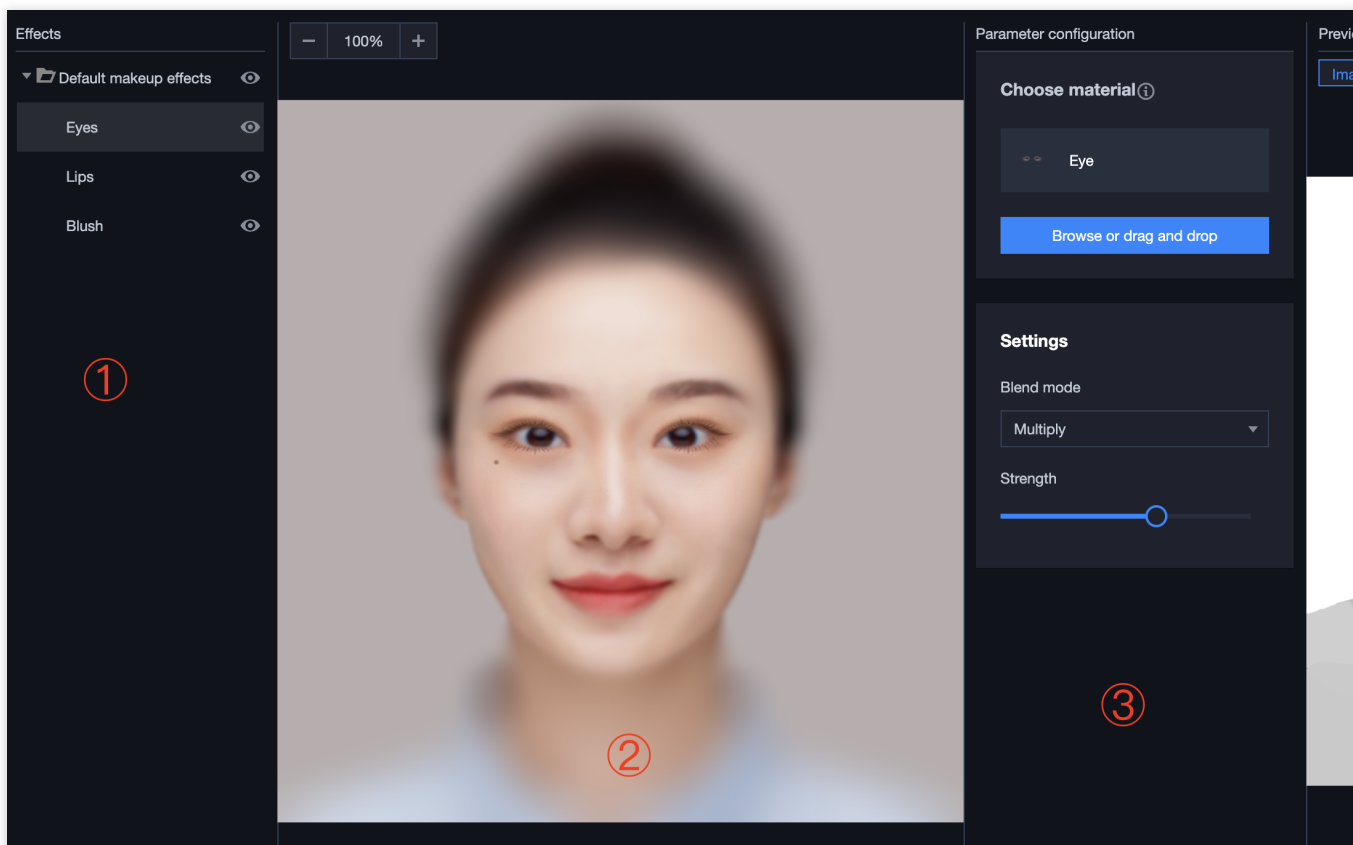 Effects
Default makeup effects
Eyes
Lips
Blush
①
− 100% +
②
Parameter configuration
Choose material
Eye
Browse or drag and drop
Settings
Blend mode
Multiply
Strength
③